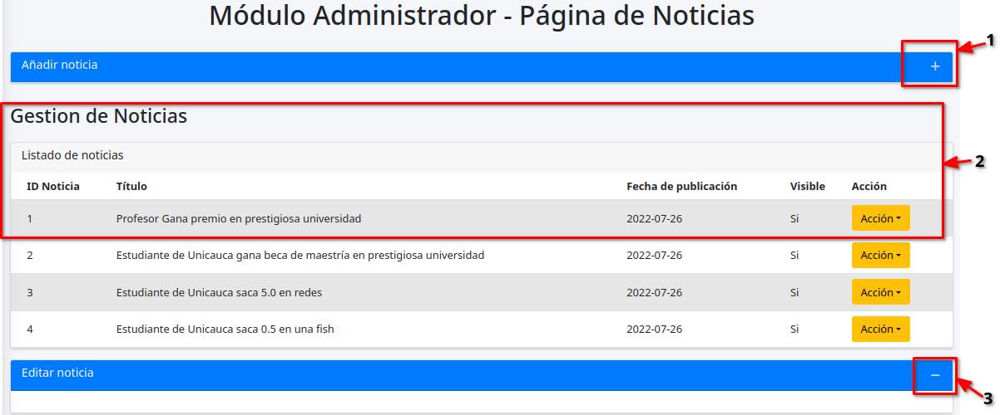 Módulo Administrador - Página de Noticias
1
Añadir noticia +
Gestion de Noticias
Listado de noticias
2
ID Noticia Título Fecha de publicación Visible Acción
1 Profesor Gana premio en prestigiosa universidad 2022-07-26 Si Acción
2 Estudiante de Unicauca gana beca de maestría en prestigiosa universidad 2022-07-26 Si Acción
3 Estudiante de Unicauca saca 5.0 en redes 2022-07-26 Si Acción
4 Estudiante de Unicauca saca 0.5 en una fish 2022-07-26 Si Acción
Editar noticia −
3